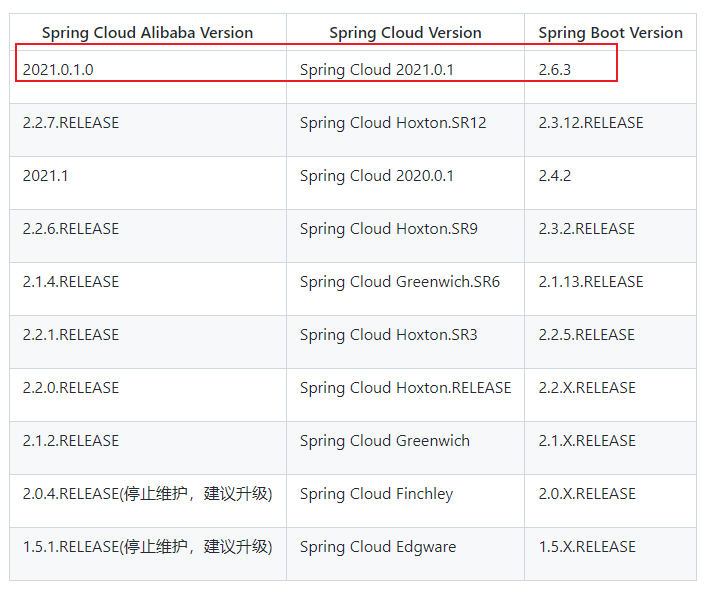 Spring Cloud Alibaba Version Spring Cloud Version Spring Boot Version
2021.0.1.0 Spring Cloud 2021.0.1 2.6.3
2.2.7.RELEASE Spring Cloud Hoxton.SR12 2.3.12.RELEASE
2021.1 Spring Cloud 2020.0.1 2.4.2
2.2.6.RELEASE Spring Cloud Hoxton.SR9 2.3.2.RELEASE
2.1.4.RELEASE Spring Cloud Greenwich.SR6 2.1.13.RELEASE
2.2.1.RELEASE Spring Cloud Hoxton.SR3 2.2.5.RELEASE
2.2.0.RELEASE Spring Cloud Hoxton.RELEASE 2.2.X.RELEASE
2.1.2.RELEASE Spring Cloud Greenwich 2.1.X.RELEASE
2.0.4.RELEASE(停止维护，建议升级) Spring Cloud Finchley 2.0.X.RELEASE
1.5.1.RELEASE(停止维护，建议升级) Spring Cloud Edgware 1.5.X.RELEASE